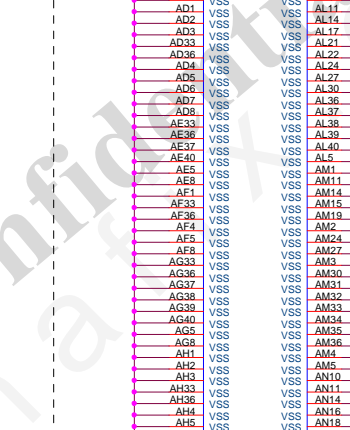 VSS VSS
AD1 VSS VSS AL11
AD2 VSS VSS AL14
AD3 VSS VSS AL17
AD33 VSS VSS AL21
AD36 VSS VSS AL22
AD4 VSS VSS AL24
AD5 VSS VSS AL27
AD6 VSS VSS AL30
AD7 VSS VSS AL36
AD8 VSS VSS AL37
AE33 VSS VSS AL38
AE36 VSS VSS AL39
AE37 VSS VSS AL40
AE40 VSS VSS AL5
AE5 VSS VSS AM1
AE8 VSS VSS AM11
AF1 VSS VSS AM14
AF33 VSS VSS AM15
AF36 VSS VSS AM19
AF4 VSS VSS AM2
AF5 VSS VSS AM24
AF8 VSS VSS AM27
AG33 VSS VSS AM3
AG36 VSS VSS AM30
AG37 VSS VSS AM31
AG38 VSS VSS AM32
AG39 VSS VSS AM33
AG40 VSS VSS AM34
AG5 VSS VSS AM35
AG8 VSS VSS AM36
AH1 VSS VSS AM4
AH2 VSS VSS AM5
AH3 VSS VSS AN10
AH33 VSS VSS AN11
AH36 VSS VSS AN14
AH4 VSS VSS AN16
AH5 VSS VSS AN18